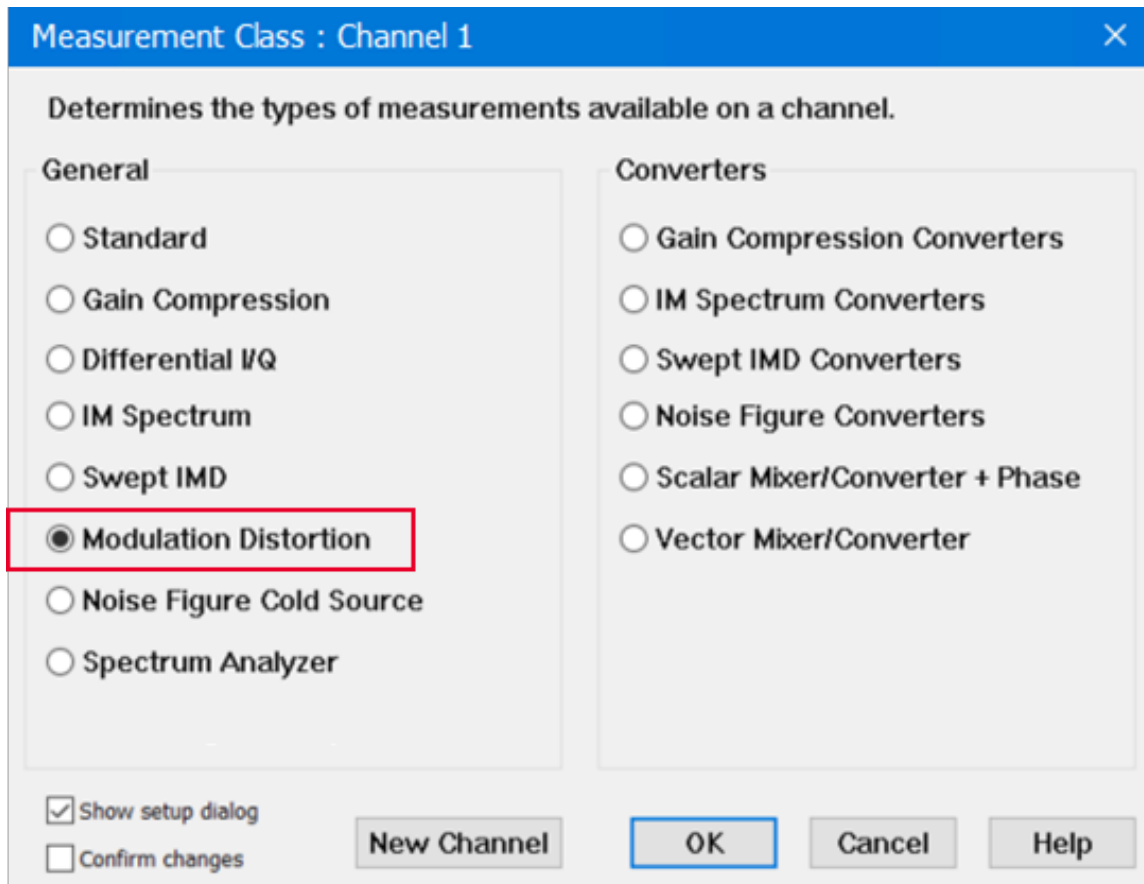 Measurement Class : Channel 1
Determines the types of measurements available on a channel.
General
Standard
Gain Compression
Differential I/Q
IM Spectrum
Swept IMD
Modulation Distortion
Noise Figure Cold Source
Spectrum Analyzer
Converters
Gain Compression Converters
IM Spectrum Converters
Swept IMD Converters
Noise Figure Converters
Scalar Mixer/Converter + Phase
Vector Mixer/Converter
Show setup dialog
Confirm changes
New Channel
OK
Cancel
Help